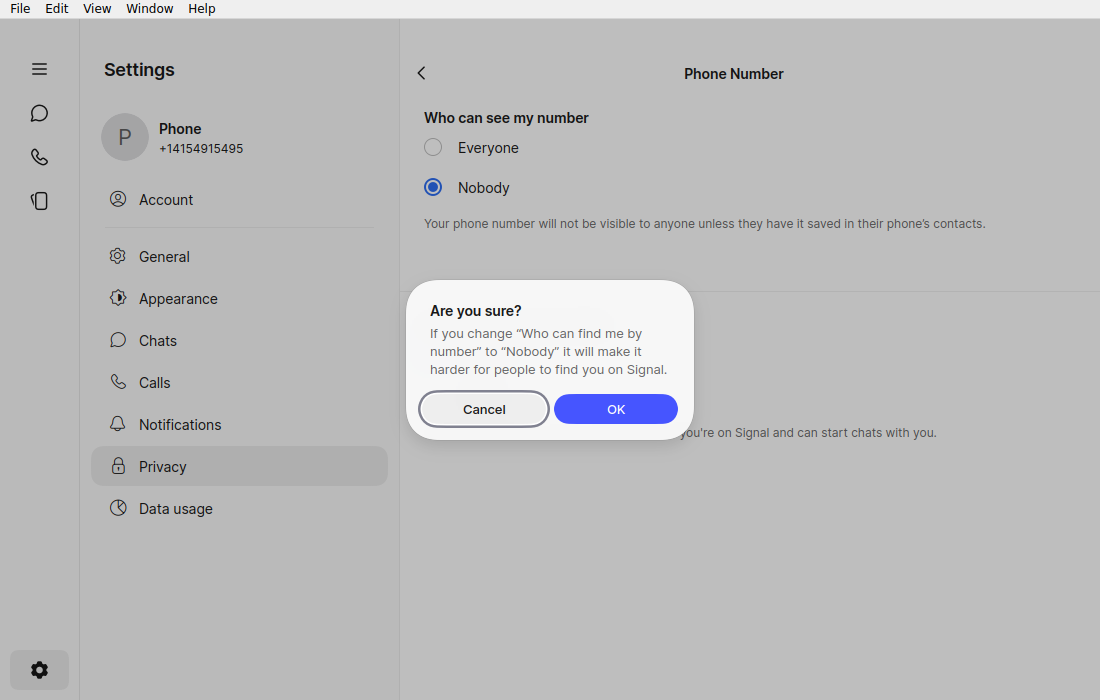 File Edit View Window Help
Settings
P
Phone
+14154915495
Account
General
Appearance
Chats
Calls
Notifications
Privacy
Data usage
Phone Number
Who can see my number
Everyone
Nobody
Your phone number will not be visible to anyone unless they have it saved in their phone’s contacts.
Are you sure?
If you change “Who can find me by
number” to “Nobody” it will make it
harder for people to find you on Signal.
Cancel OK
you're on Signal and can start chats with you.